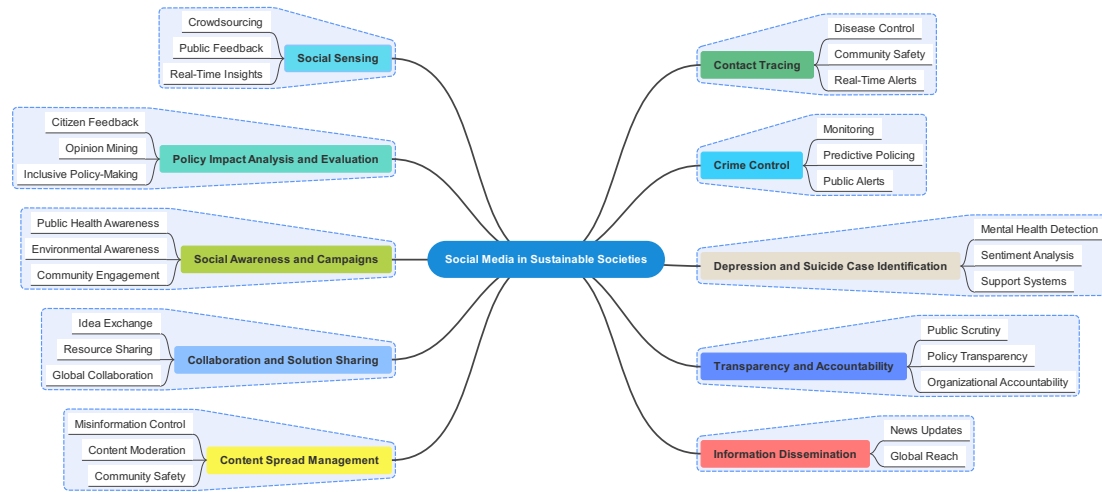 Crowdsourcing
Public Feedback
Real-Time Insights
Social Sensing
Citizen Feedback
Opinion Mining
Inclusive Policy-Making
Policy Impact Analysis and Evaluation
Public Health Awareness
Environmental Awareness
Community Engagement
Social Awareness and Campaigns
Idea Exchange
Resource Sharing
Global Collaboration
Collaboration and Solution Sharing
Misinformation Control
Content Moderation
Community Safety
Content Spread Management
Social Media in Sustainable Societies
Contact Tracing
Disease Control
Community Safety
Real-Time Alerts
Crime Control
Monitoring
Predictive Policing
Public Alerts
Depression and Suicide Case Identification
Mental Health Detection
Sentiment Analysis
Support Systems
Transparency and Accountability
Public Scrutiny
Policy Transparency
Organizational Accountability
Information Dissemination
News Updates
Global Reach